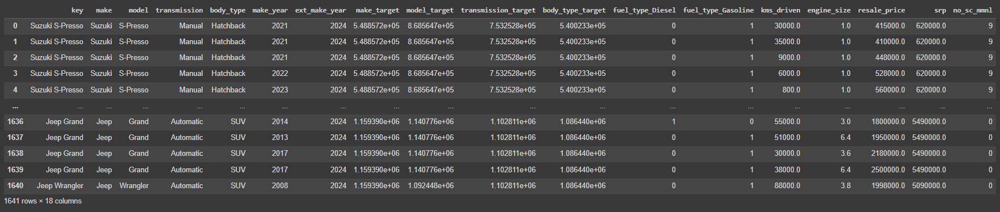 key make model transmission body_type make_year ext_make_year make_target model_target transmission_target body_type_target fuel_type_Diesel fuel_type_Gasoline kms_driven engine_size resale_price srp no_sc_mmnl
0 Suzuki S-Presso Suzuki S-Presso Manual Hatchback 2021 2024 5.488572e+05 8.685647e+05 7.532528e+05 5.400233e+05 0 1 30000.0 1.0 415000.0 620000.0 9
1 Suzuki S-Presso Suzuki S-Presso Manual Hatchback 2021 2024 5.488572e+05 8.685647e+05 7.532528e+05 5.400233e+05 0 1 35000.0 1.0 410000.0 620000.0 9
2 Suzuki S-Presso Suzuki S-Presso Manual Hatchback 2021 2024 5.488572e+05 8.685647e+05 7.532528e+05 5.400233e+05 0 1 9000.0 1.0 448000.0 620000.0 9
3 Suzuki S-Presso Suzuki S-Presso Manual Hatchback 2022 2024 5.488572e+05 8.685647e+05 7.532528e+05 5.400233e+05 0 1 6000.0 1.0 528000.0 620000.0 9
4 Suzuki S-Presso Suzuki S-Presso Manual Hatchback 2023 2024 5.488572e+05 8.685647e+05 7.532528e+05 5.400233e+05 0 1 800.0 1.0 560000.0 620000.0 9
... ... ... ... ... ... ... ... ... ... ... ... ... ... ... ... ... ... ...
1636 Jeep Grand Jeep Grand Automatic SUV 2014 2024 1.159390e+06 1.140776e+06 1.102811e+06 1.086440e+06 1 0 55000.0 3.0 1800000.0 5490000.0 0
1637 Jeep Grand Jeep Grand Automatic SUV 2013 2024 1.159390e+06 1.140776e+06 1.102811e+06 1.086440e+06 0 1 51000.0 6.4 1950000.0 5490000.0 0
1638 Jeep Grand Jeep Grand Automatic SUV 2017 2024 1.159390e+06 1.140776e+06 1.102811e+06 1.086440e+06 0 1 30000.0 3.6 2180000.0 5490000.0 0
1639 Jeep Grand Jeep Grand Automatic SUV 2017 2024 1.159390e+06 1.140776e+06 1.102811e+06 1.086440e+06 0 1 38000.0 6.4 2500000.0 5490000.0 0
1640 Jeep Wrangler Jeep Wrangler Automatic SUV 2008 2024 1.159390e+06 1.092448e+06 1.102811e+06 1.086440e+06 0 1 88000.0 3.8 1998000.0 5090000.0 0
1641 rows × 18 columns